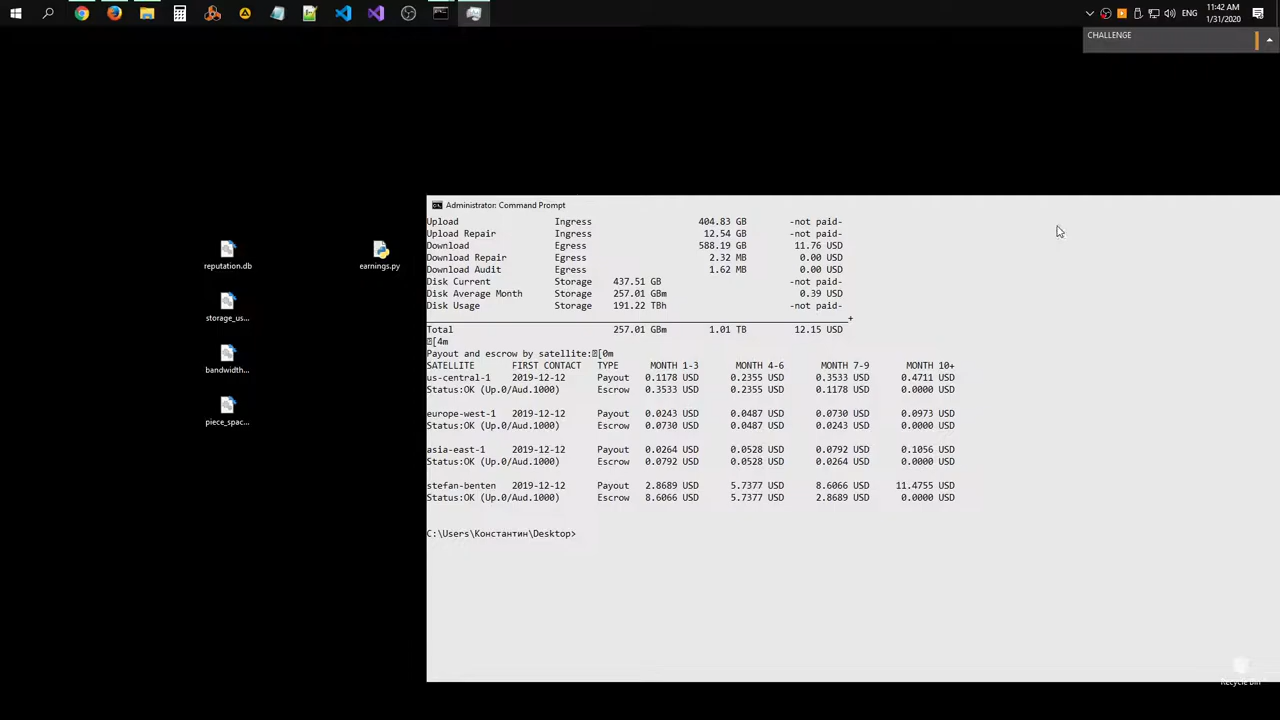 ENG
11:42 AM
1/31/2020
CHALLENGE
Administrator: Command Prompt
Upload Ingress 404.83 GB -not paid-
Upload Repair Ingress 12.54 GB -not paid-
Download Egress 588.19 GB 11.76 USD
Download Repair Egress 2.32 MB 0.00 USD
Download Audit Egress 1.62 MB 0.00 USD
Disk Current Storage 437.51 GB -not paid-
Disk Average Month Storage 257.01 GBm 0.39 USD
Disk Usage Storage 191.22 TBh -not paid-
+
Total 257.01 GBm 1.01 TB 12.15 USD
[4m
Payout and escrow by satellite:[0m
SATELLITE FIRST CONTACT TYPE MONTH 1-3 MONTH 4-6 MONTH 7-9 MONTH 10+
us-central-1 2019-12-12 Payout 0.1178 USD 0.2355 USD 0.3533 USD 0.4711 USD
Status:OK (Up.0/Aud.1000) Escrow 0.3533 USD 0.2355 USD 0.1178 USD 0.0000 USD
europe-west-1 2019-12-12 Payout 0.0243 USD 0.0487 USD 0.0730 USD 0.0973 USD
Status:OK (Up.0/Aud.1000) Escrow 0.0730 USD 0.0487 USD 0.0243 USD 0.0000 USD
asia-east-1 2019-12-12 Payout 0.0264 USD 0.0528 USD 0.0792 USD 0.1056 USD
Status:OK (Up.0/Aud.1000) Escrow 0.0792 USD 0.0528 USD 0.0264 USD 0.0000 USD
stefan-benten 2019-12-12 Payout 2.8689 USD 5.7377 USD 8.6066 USD 11.4755 USD
Status:OK (Up.0/Aud.1000) Escrow 8.6066 USD 5.7377 USD 2.8689 USD 0.0000 USD
C:\Users\Константин\Desktop>
reputation.db
earnings.py
storage_us...
bandwidth...
piece_spac...
Recycle Bin